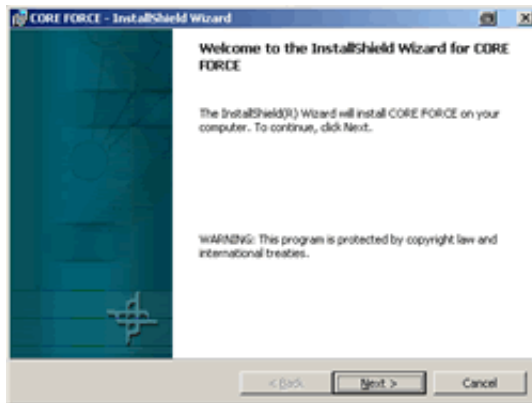 CORE FORCE - InstallShield Wizard
Welcome to the InstallShield Wizard for CORE
FORCE
The InstallShield(R) Wizard will install CORE FORCE on your
computer. To continue, click Next.
WARNING: This program is protected by copyright law and
international treaties.
< Back
Next >
Cancel